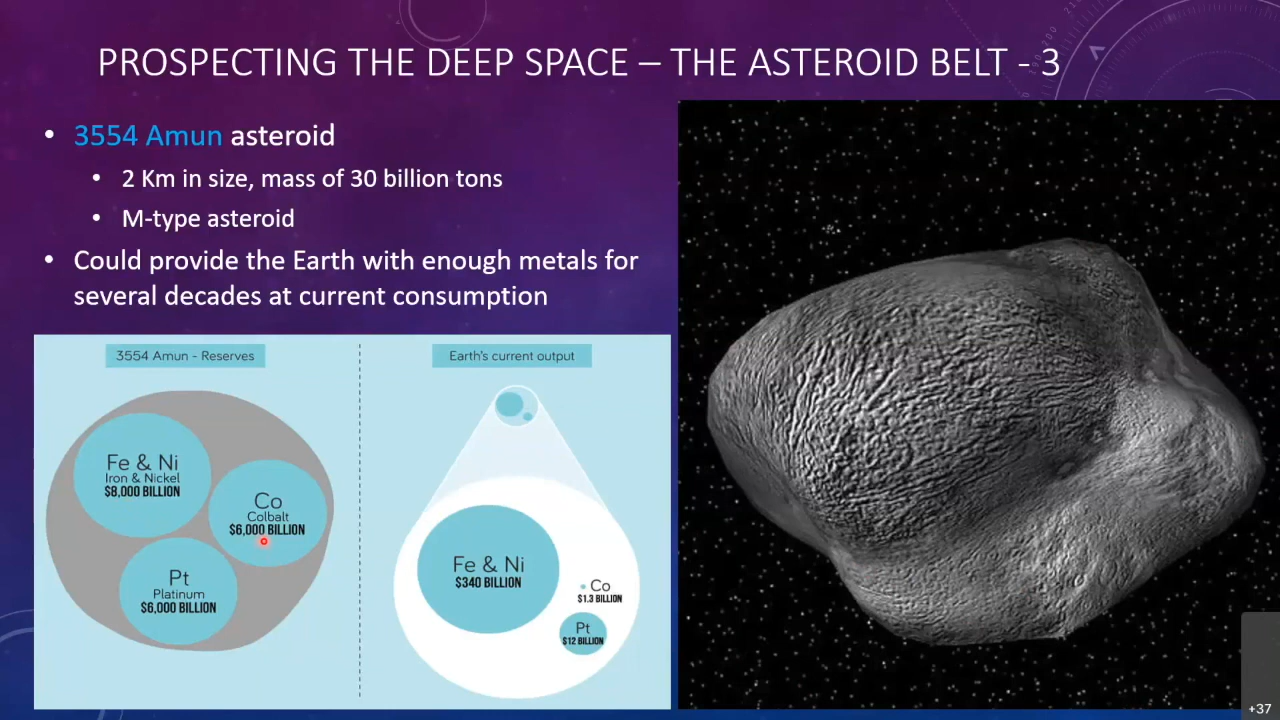 PROSPECTING THE DEEP SPACE – THE ASTEROID BELT - 3
• 3554 Amun asteroid
• 2 Km in size, mass of 30 billion tons
• M-type asteroid
• Could provide the Earth with enough metals for
several decades at current consumption
3554 Amun - Reserves
Fe & Ni
Iron & Nickel
$8,000 BILLION
Co
Colbalt
$6,000 BILLION
Pt
Platinum
$6,000 BILLION
Earth's current output
Fe & Ni
$340 BILLION
Co
$1.3 BILLION
Pt
$12 BILLION
+37